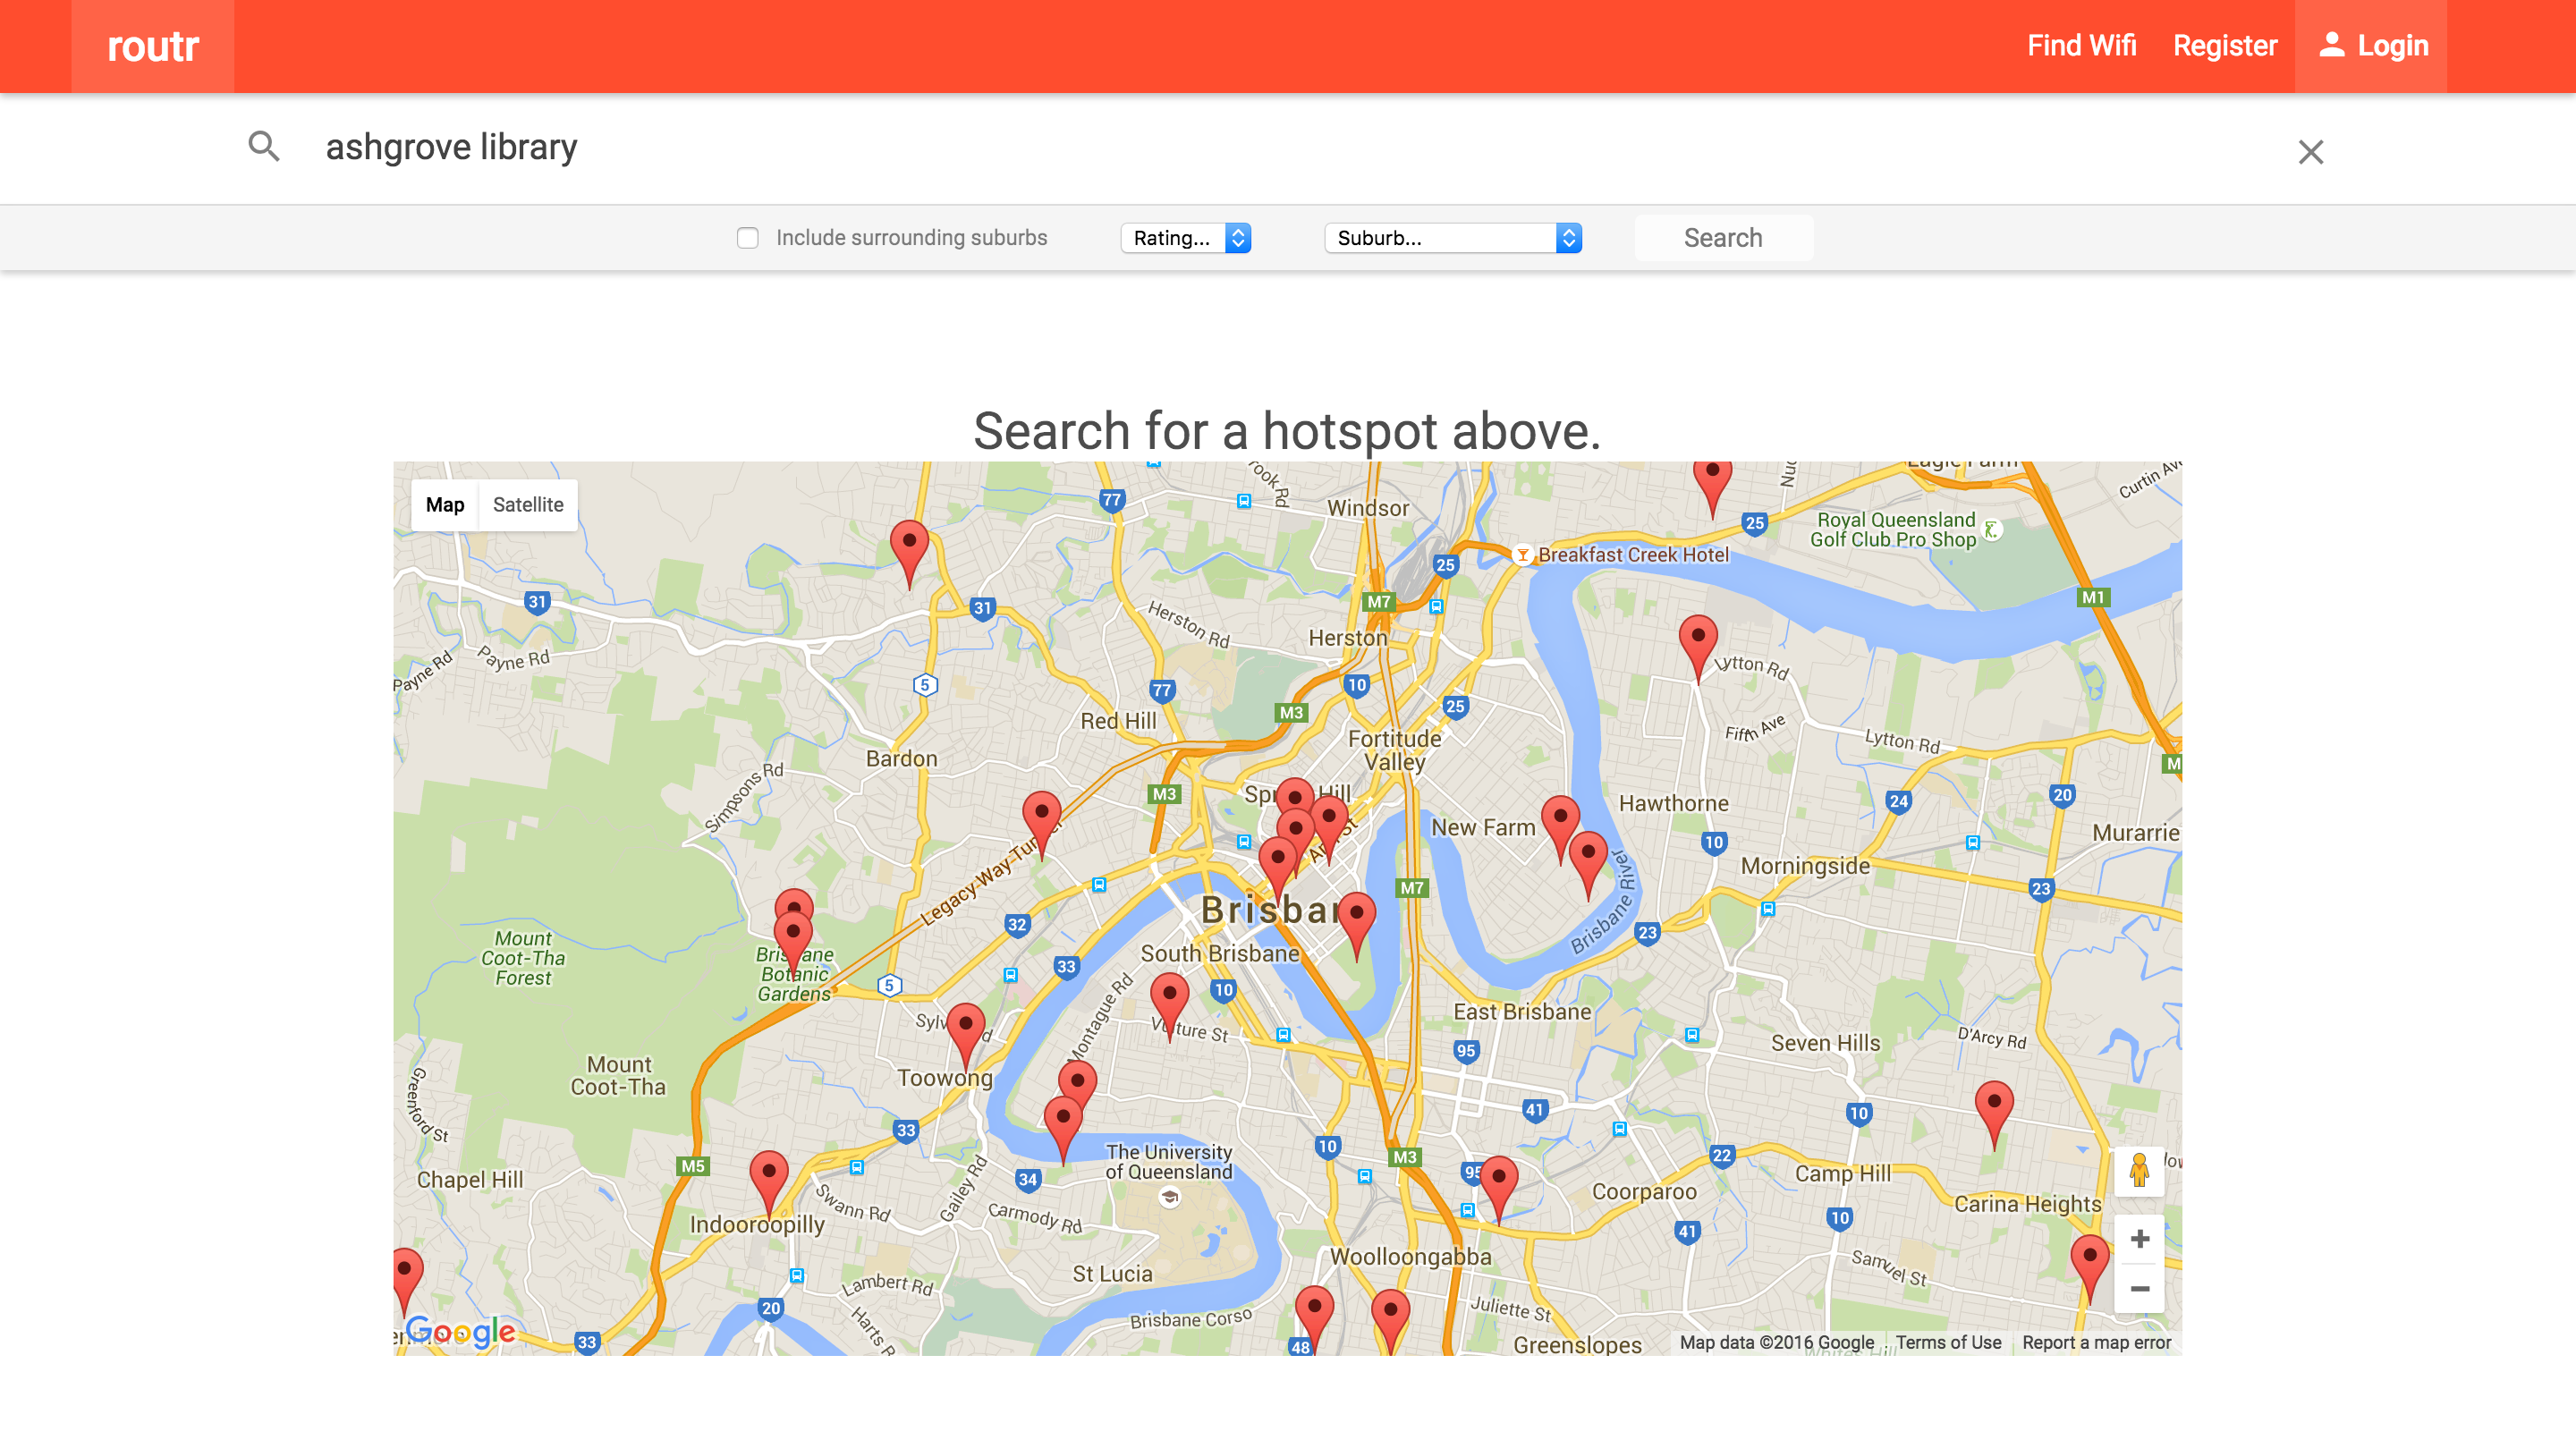 routr
Find Wifi
Register
Login
ashgrove library
Include surrounding suburbs
Rating...
Suburb...
Search
Search for a hotspot above.
Map
Satellite
Windsor
Eagle Farm
Curtin Av
77
25
Royal Queensland
Golf Club Pro Shop
Breakfast Creek Hotel
25
31
31
M7
M1
Herston Rd
Herston
Payne Rd
Payne Rd
Lytton Rd
5
77
10
25
M3
Red Hill
Fifth Ave
Lytton Rd
Fortitude
Valley
Bardon
M3
Simpsons Rd
20
24
Hawthorne
New Farm
Murarrie
10
Morningside
Legacy Way
M7
23
Brisbane River
32
23
Mount
Coot-Tha
Forest
Brisbane
Botanic
Gardens
South Brisbane
33
5
10
Montague Rd
East Brisbane
Vulture St
D'Arcy Rd
Seven Hills
95
Mount
Coot-Tha
Toowong
Greenford St
41
10
33
The University
of Queensland
10
M3
22
M5
Chapel Hill
34
95
Camp Hill
Coorparoo
Swann Rd
Gailey Rd
Carmody Rd
Carina Heights
Indooroopilly
10
41
Woolloongabba
St Lucia
Samuel St
Lambert Rd
20
Juliette St
Brisbane Corso
Harts R
Google
33
48
Greenslopes
Map data ©2016 Google
Terms of Use
Report a map error